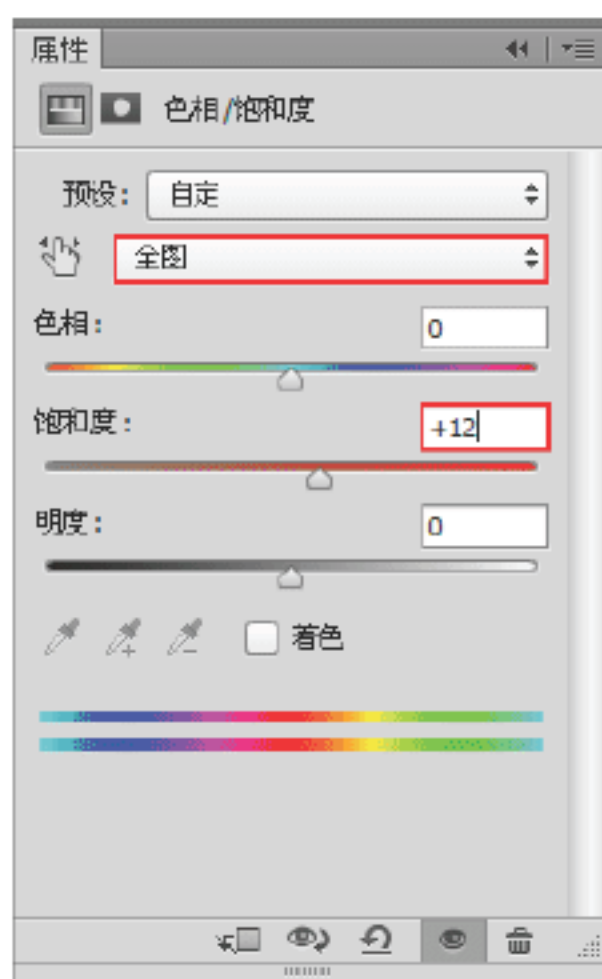 属性
色相/饱和度
预设： 自定
全图
色相： 0
饱和度： +12
明度： 0
着色